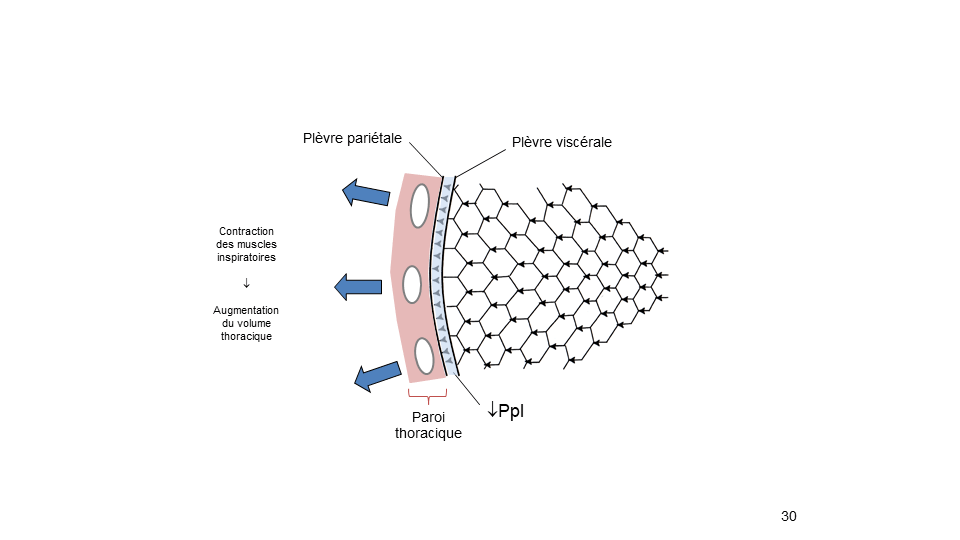 Plèvre pariétale
Plèvre viscérale
Contraction
des muscles
inspiratoires
↓
Augmentation
du volume
thoracique
↓Ppl
Paroi
thoracique
30